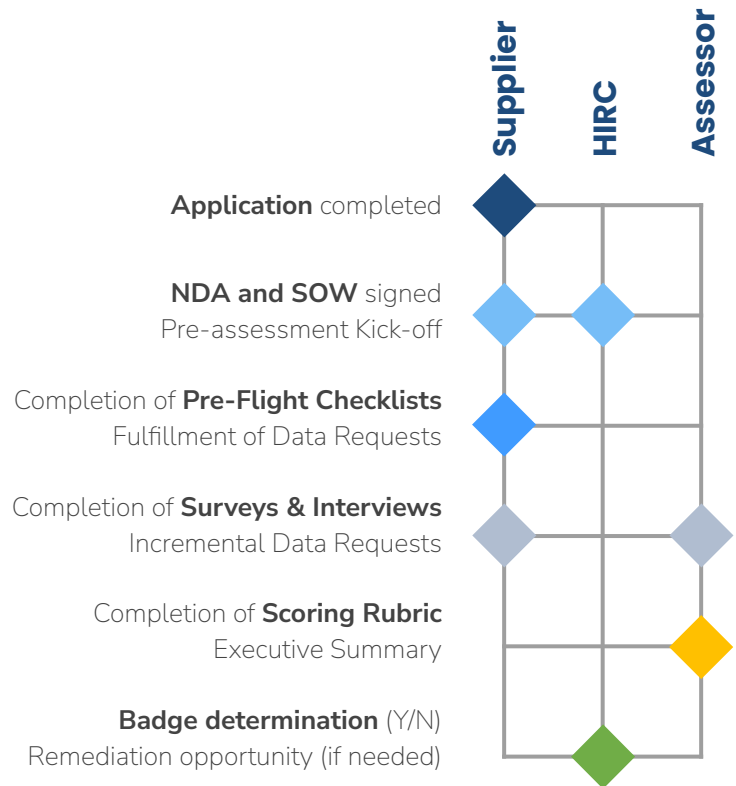 Supplier
HIRC
Assessor
Application completed
NDA and SOW signed
Pre-assessment Kick-off
Completion of Pre-Flight Checklists
Fulfillment of Data Requests
Completion of Surveys & Interviews
Incremental Data Requests
Completion of Scoring Rubric
Executive Summary
Badge determination (Y/N)
Remediation opportunity (if needed)